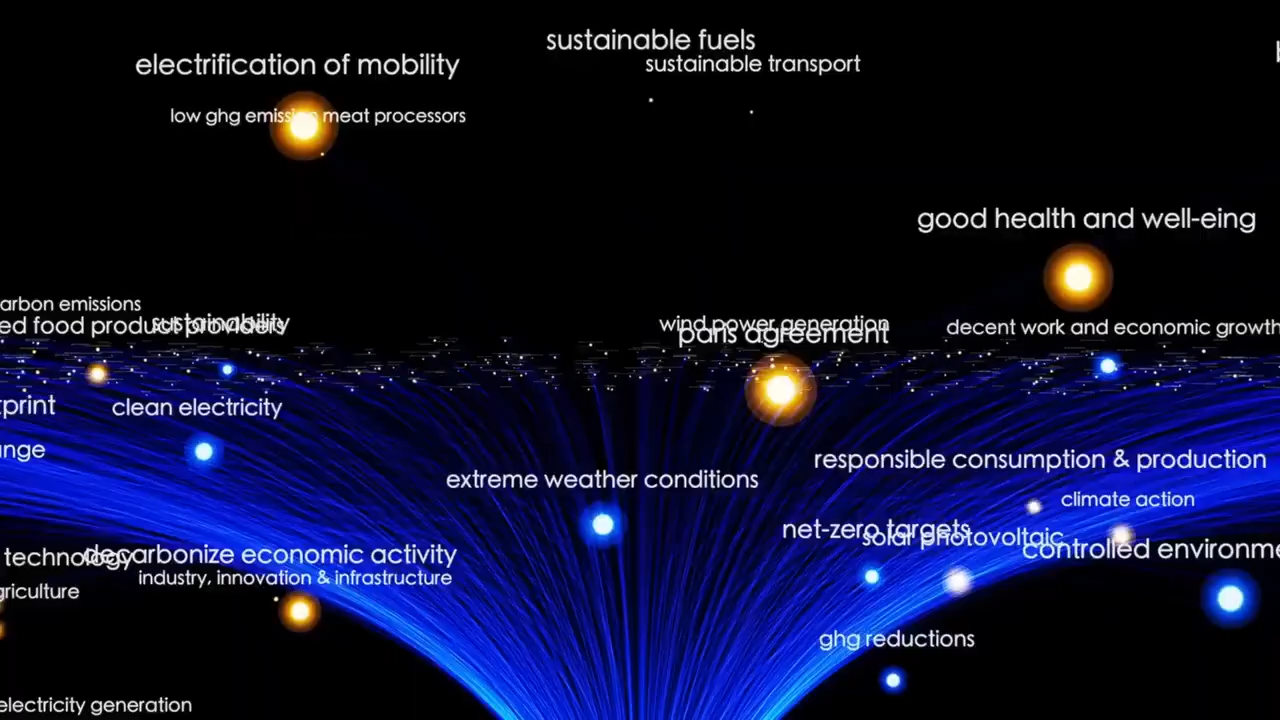 sustainable fuels
electrification of mobility
sustainable transport
low ghg emission meat processors
good health and well-eing
arbon emissions
ed food product providers
sustainability
wind power generation
paris agreement
decent work and economic growth
print
clean electricity
nge
responsible consumption & production
extreme weather conditions
climate action
net-zero targets
solar photovoltaic
controlled environme
technology
decarbonize economic activity
industry, innovation & infrastructure
griculture
ghg reductions
electricity generation